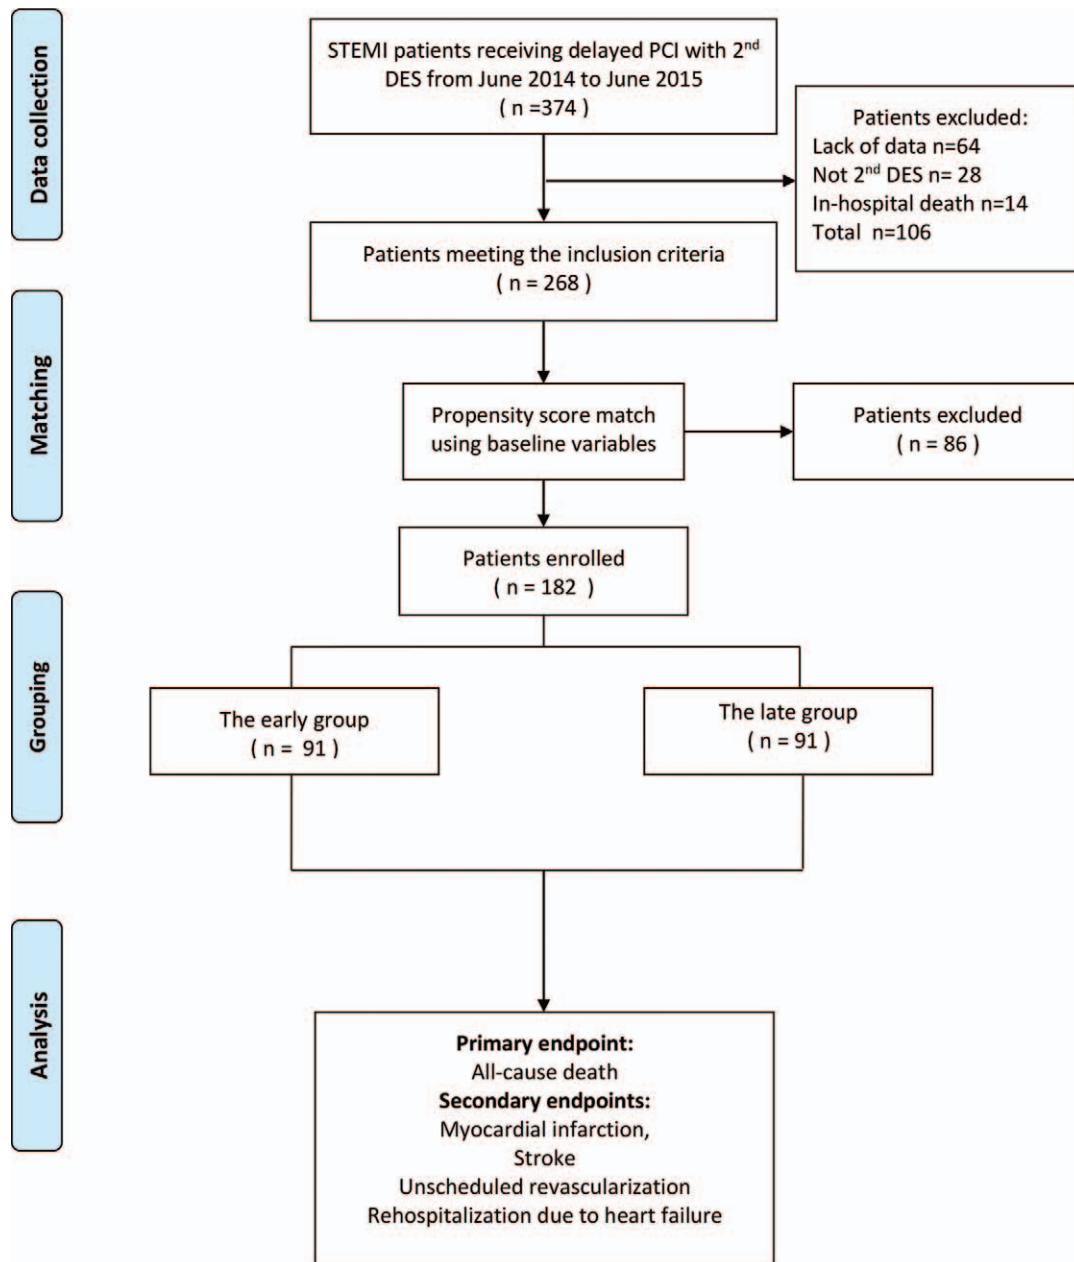 Data collection
STEMI patients receiving delayed PCI with 2nd
DES from June 2014 to June 2015
( n =374 )
Patients excluded:
Lack of data n=64
Not 2nd DES n= 28
In-hospital death n=14
Total n=106
Patients meeting the inclusion criteria
( n = 268 )
Matching
Propensity score match
using baseline variables
Patients excluded
( n = 86 )
Patients enrolled
( n = 182 )
Grouping
The early group
( n = 91 )
The late group
( n = 91 )
Analysis
Primary endpoint:
All-cause death
Secondary endpoints:
Myocardial infarction,
Stroke
Unscheduled revascularization
Rehospitalization due to heart failure